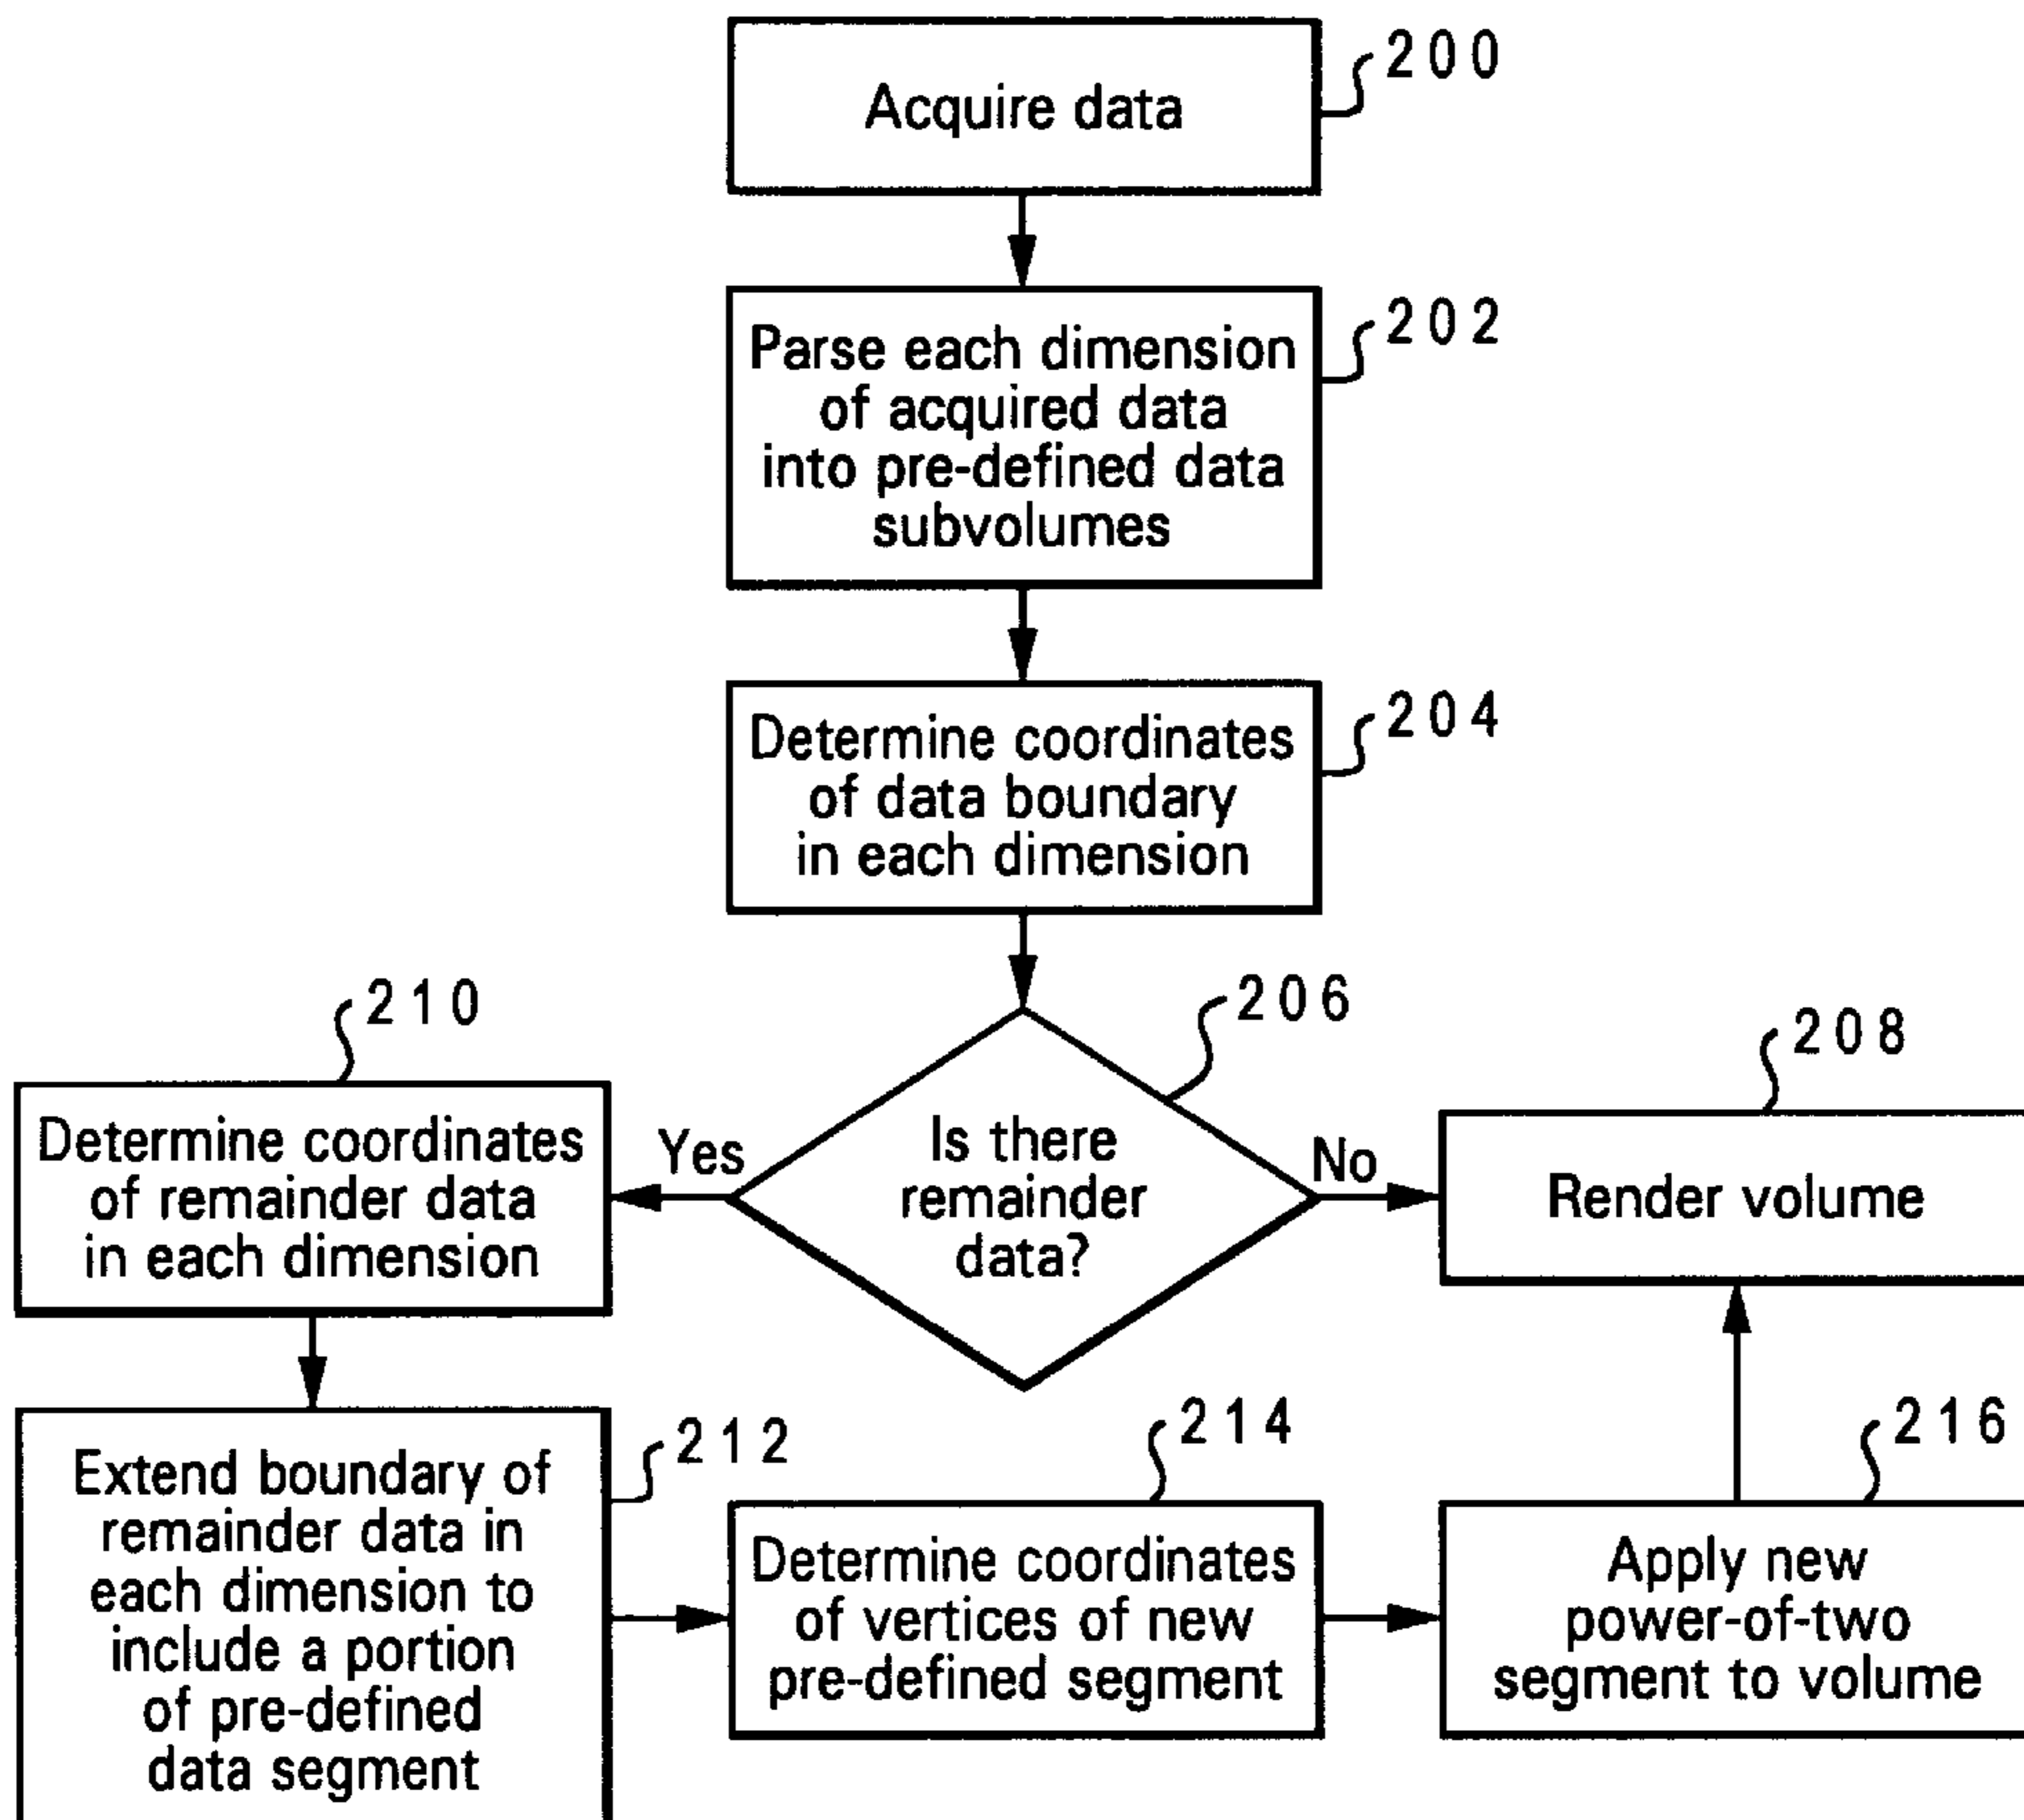 Acquire data
200
Parse each dimension
of acquired data
into pre-defined data
subvolumes
202
Determine coordinates
of data boundary
in each dimension
204
206
Is there
remainder
data?
Yes
No
210
Determine coordinates
of remainder data
in each dimension
208
Render volume
212
Extend boundary of
remainder data in
each dimension to
include a portion
of pre-defined
data segment
214
Determine coordinates
of vertices of new
pre-defined segment
216
Apply new
power-of-two
segment to volume